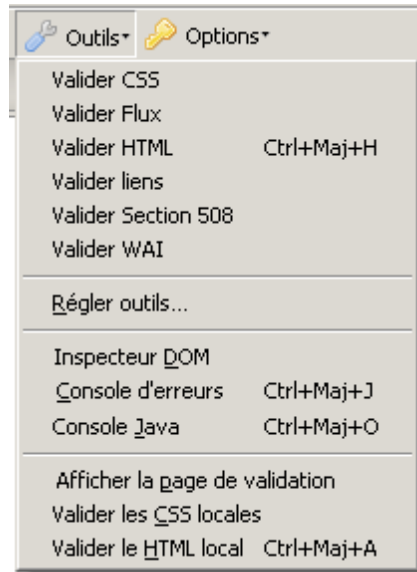 Outils Options
Valider CSS
Valider Flux
Valider HTML Ctrl+Maj+H
Valider liens
Valider Section 508
Valider WAI
Régler outils...
Inspecteur DOM
Console d'erreurs Ctrl+Maj+J
Console Java Ctrl+Maj+O
Afficher la page de validation
Valider les CSS locales
Valider le HTML local Ctrl+Maj+A